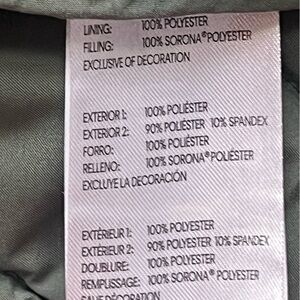 LINING: 100% POLYESTER
FILLING: 100% SORONA® POLYESTER
EXCLUSIVE OF DECORATION
EXTERIOR 1: 100% POLIÉSTER
EXTERIOR 2: 90% POLIÉSTER 10% SPANDEX
FORRO: 100% POLIÉSTER
RELLENO: 100% SORONA® POLIÉSTER
EXCLUYE LA DECORACIÓN
EXTÉRIEUR 1: 100% POLYESTER
EXTÉRIEUR 2: 90% POLYESTER 10% SPANDEX
DOUBLURE: 100% POLYESTER
REMPLISSAGE: 100% SORONA® POLYESTER
SAUF DÉCORATION